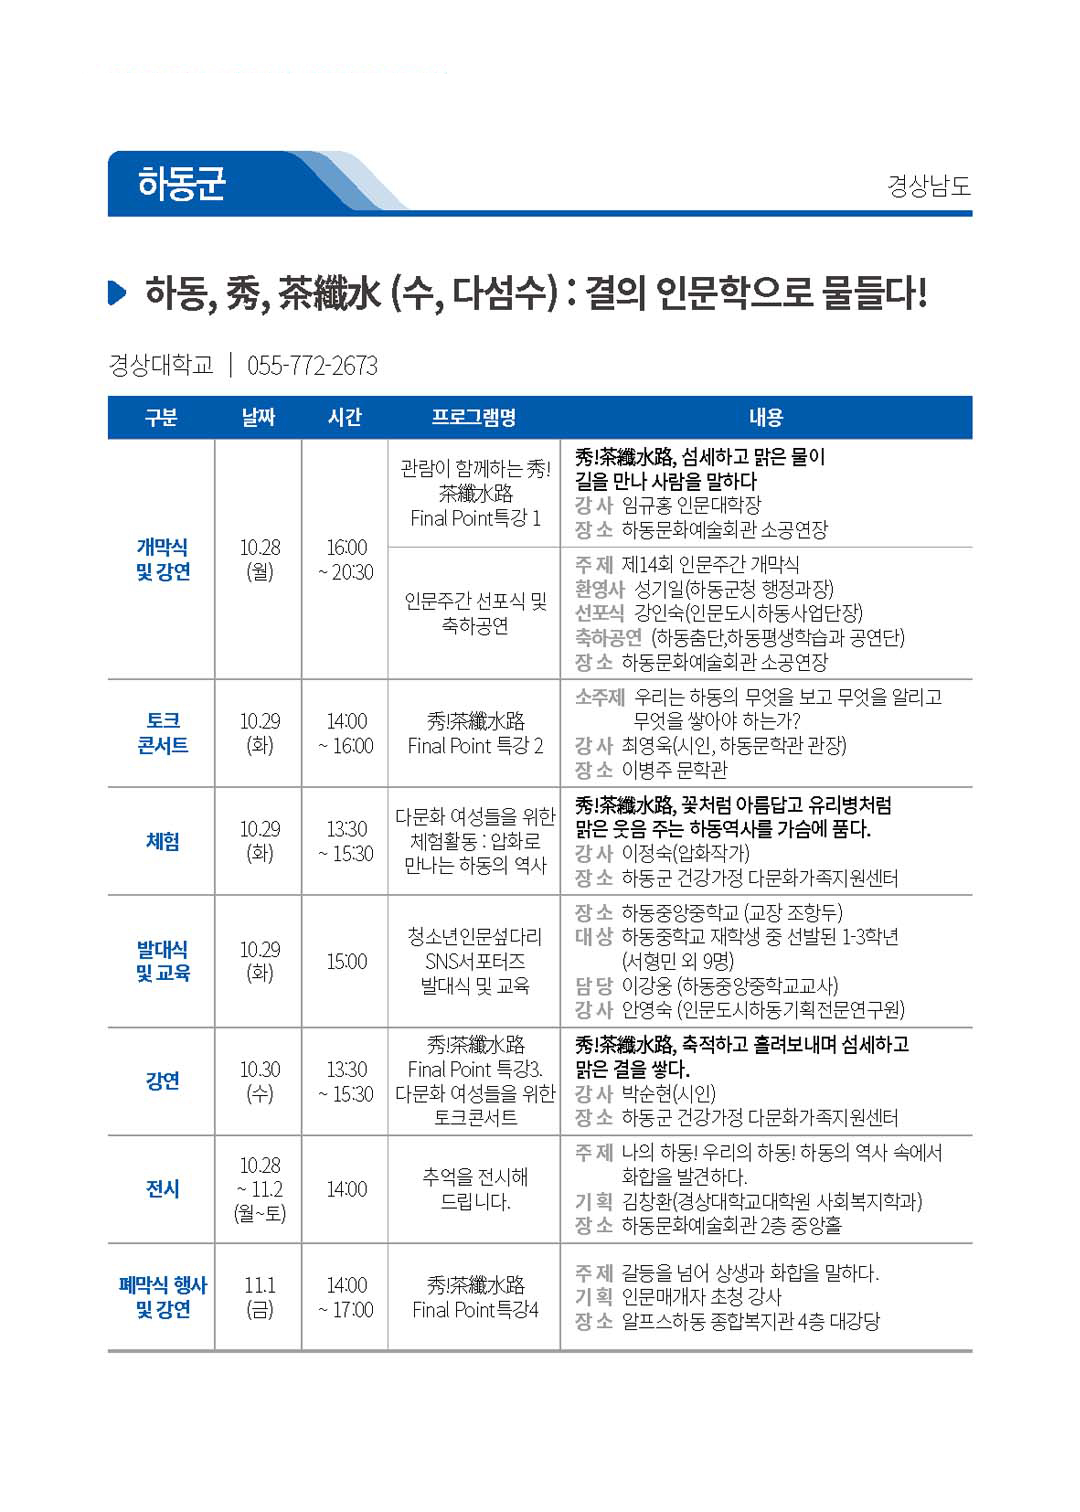 하동군
경상남도
하동, 秀, 茶纖水 (수, 다섬수) : 결의 인문학으로 물들다!
경상대학교 | 055-772-2673
구분 날짜 시간 프로그램명 내용
개막식
및 강연
10.28
(월)
16:00
~ 20:30
관람이 함께하는 秀!
茶纖水路
Final Point특강 1
秀!茶纖水路, 섬세하고 맑은 물이
길을 만나 사람을 말하다
강 사 임규홍 인문대학장
장 소 하동문화예술회관 소공연장
인문주간 선포식 및
축하공연
주 제 제14회 인문주간 개막식
환영사 성기일(하동군청 행정과장)
선포식 강인숙(인문도시하동사업단장)
축하공연 (하동춤단,하동평생학습과 공연단)
장 소 하동문화예술회관 소공연장
토크
콘서트
10.29
(화)
14:00
~ 16:00
秀!茶纖水路
Final Point 특강 2
소주제 우리는 하동의 무엇을 보고 무엇을 알리고
무엇을 쌓아야 하는가?
강 사 최영욱(시인, 하동문학관 관장)
장 소 이병주 문학관
체험
10.29
(화)
13:30
~ 15:30
다문화 여성들을 위한
체험활동 : 압화로
만나는 하동의 역사
秀!茶纖水路, 꽃처럼 아름답고 유리병처럼
맑은 웃음 주는 하동역사를 가슴에 품다.
강 사 이정숙(압화작가)
장 소 하동군 건강가정 다문화가족지원센터
발대식
및 교육
10.29
(화)
15:00
청소년인문섶다리
SNS서포터즈
발대식 및 교육
장 소 하동중앙중학교 (교장 조항두)
대 상 하동중학교 재학생 중 선발된 1-3학년
(서형민 외 9명)
담 당 이강웅 (하동중앙중학교교사)
강 사 안영숙 (인문도시하동기획전문연구원)
강연
10.30
(수)
13:30
~ 15:30
秀!茶纖水路
Final Point 특강3.
다문화 여성들을 위한
토크콘서트
秀!茶纖水路, 축적하고 흘려보내며 섬세하고
맑은 결을 쌓다.
강 사 박순현(시인)
장 소 하동군 건강가정 다문화가족지원센터
전시
10.28
~ 11.2
(월~토)
14:00
추억을 전시해
드립니다.
주 제 나의 하동! 우리의 하동! 하동의 역사 속에서
화합을 발견하다.
기 획 김창환(경상대학교대학원 사회복지학과)
장 소 하동문화예술회관 2층 중앙홀
폐막식 행사
및 강연
11.1
(금)
14:00
~ 17:00
秀!茶纖水路
Final Point특강4
주 제 갈등을 넘어 상생과 화합을 말하다.
기 획 인문매개자 초청 강사
장 소 알프스하동 종합복지관 4층 대강당